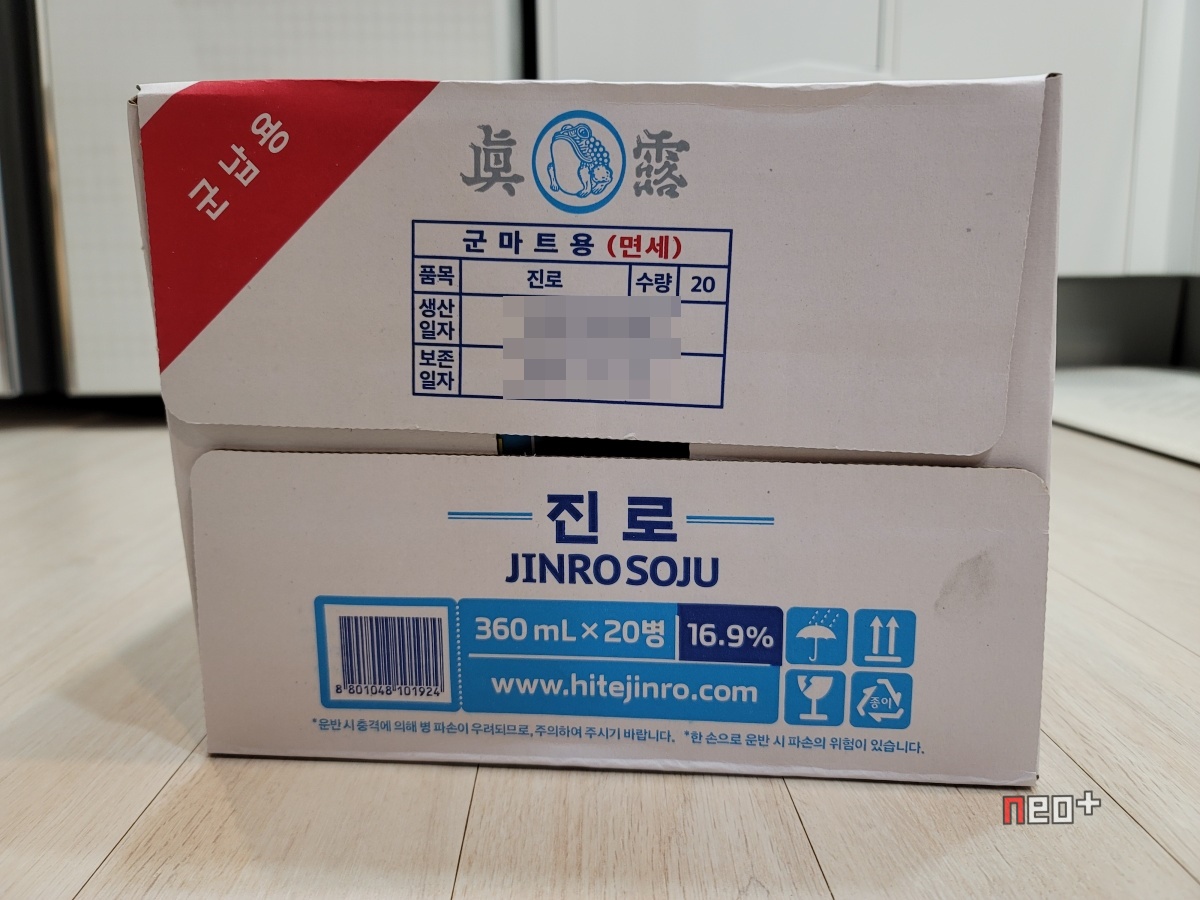 군납용
眞露
군마트용 (면세)
품목 진로 수량 20
생산
일자
보존
일자
진로
JINRO SOJU
360 mL×20병 16.9%
8 801048 101924
www.hitejinro.com
종이
*운반 시 충격에 의해 병 파손이 우려되므로, 주의하여 주시기 바랍니다. *한 손으로 운반 시 파손의 위험이 있습니다.
neo+